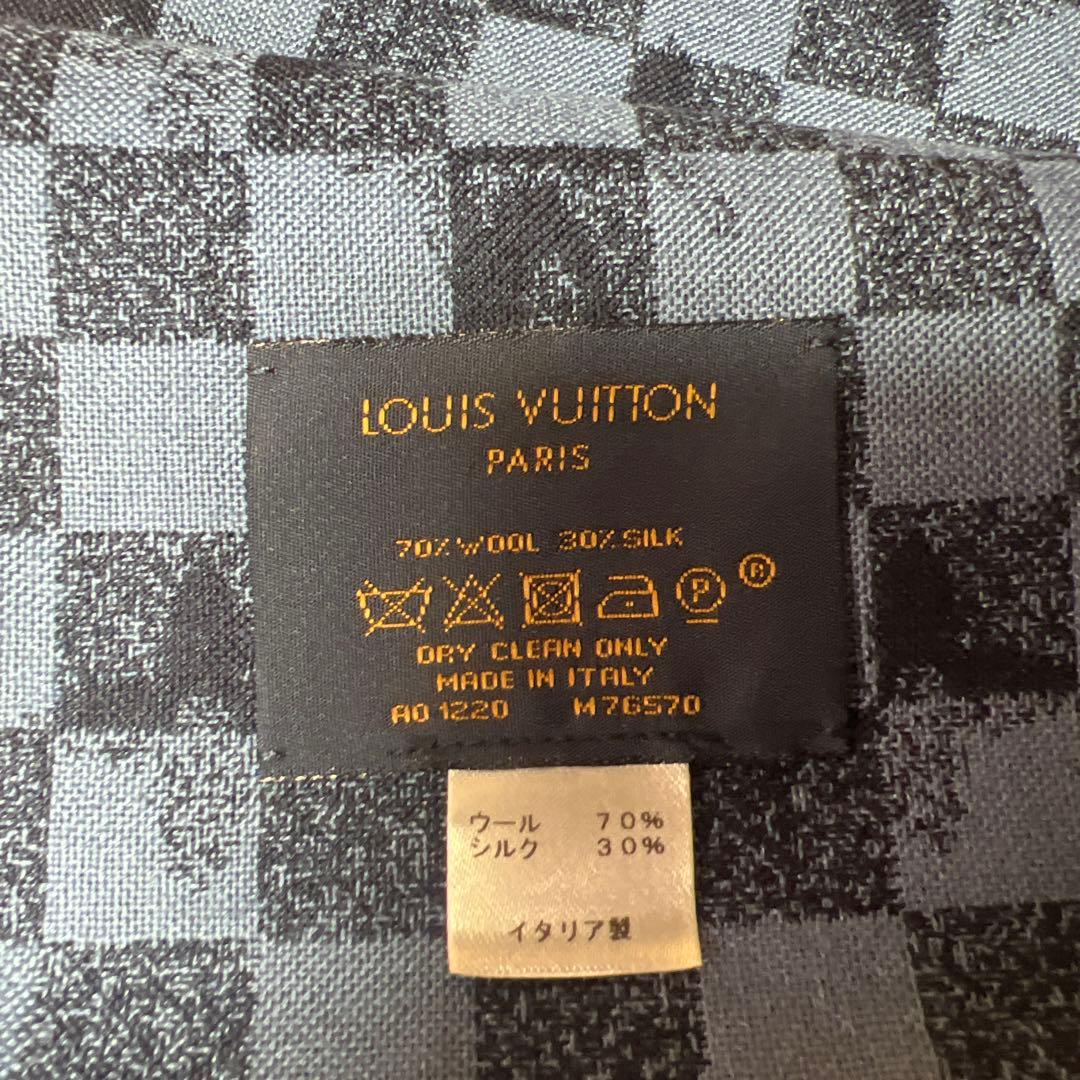 LOUIS VUITTON
PARIS
70% WOOL 30% SILK
P ®
DRY CLEAN ONLY
MADE IN ITALY
AO 1220 M76570
ウール 70%
シルク 30%
イタリア製